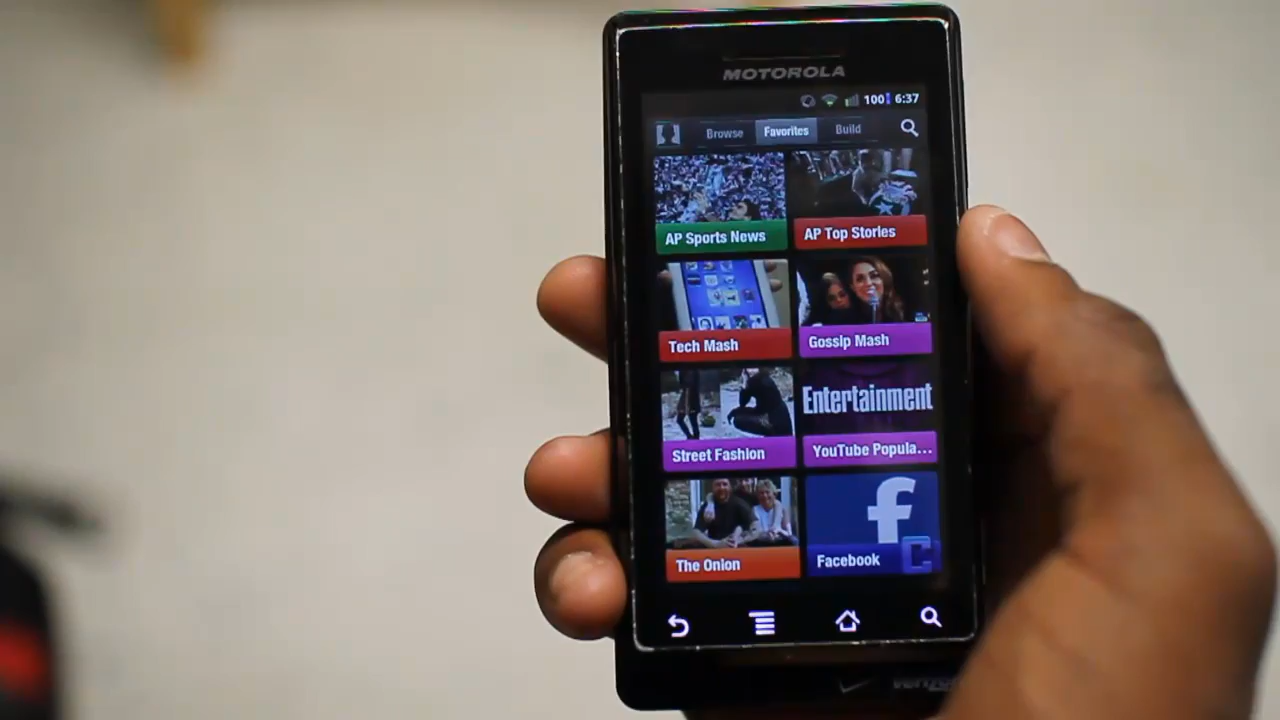 MOTOROLA
100 6:37
Browse Favorites Build
AP Sports News
AP Top Stories
Tech Mash
Gossip Mash
Entertainment
Street Fashion
YouTube Popula...
The Onion
f
Facebook
verizon